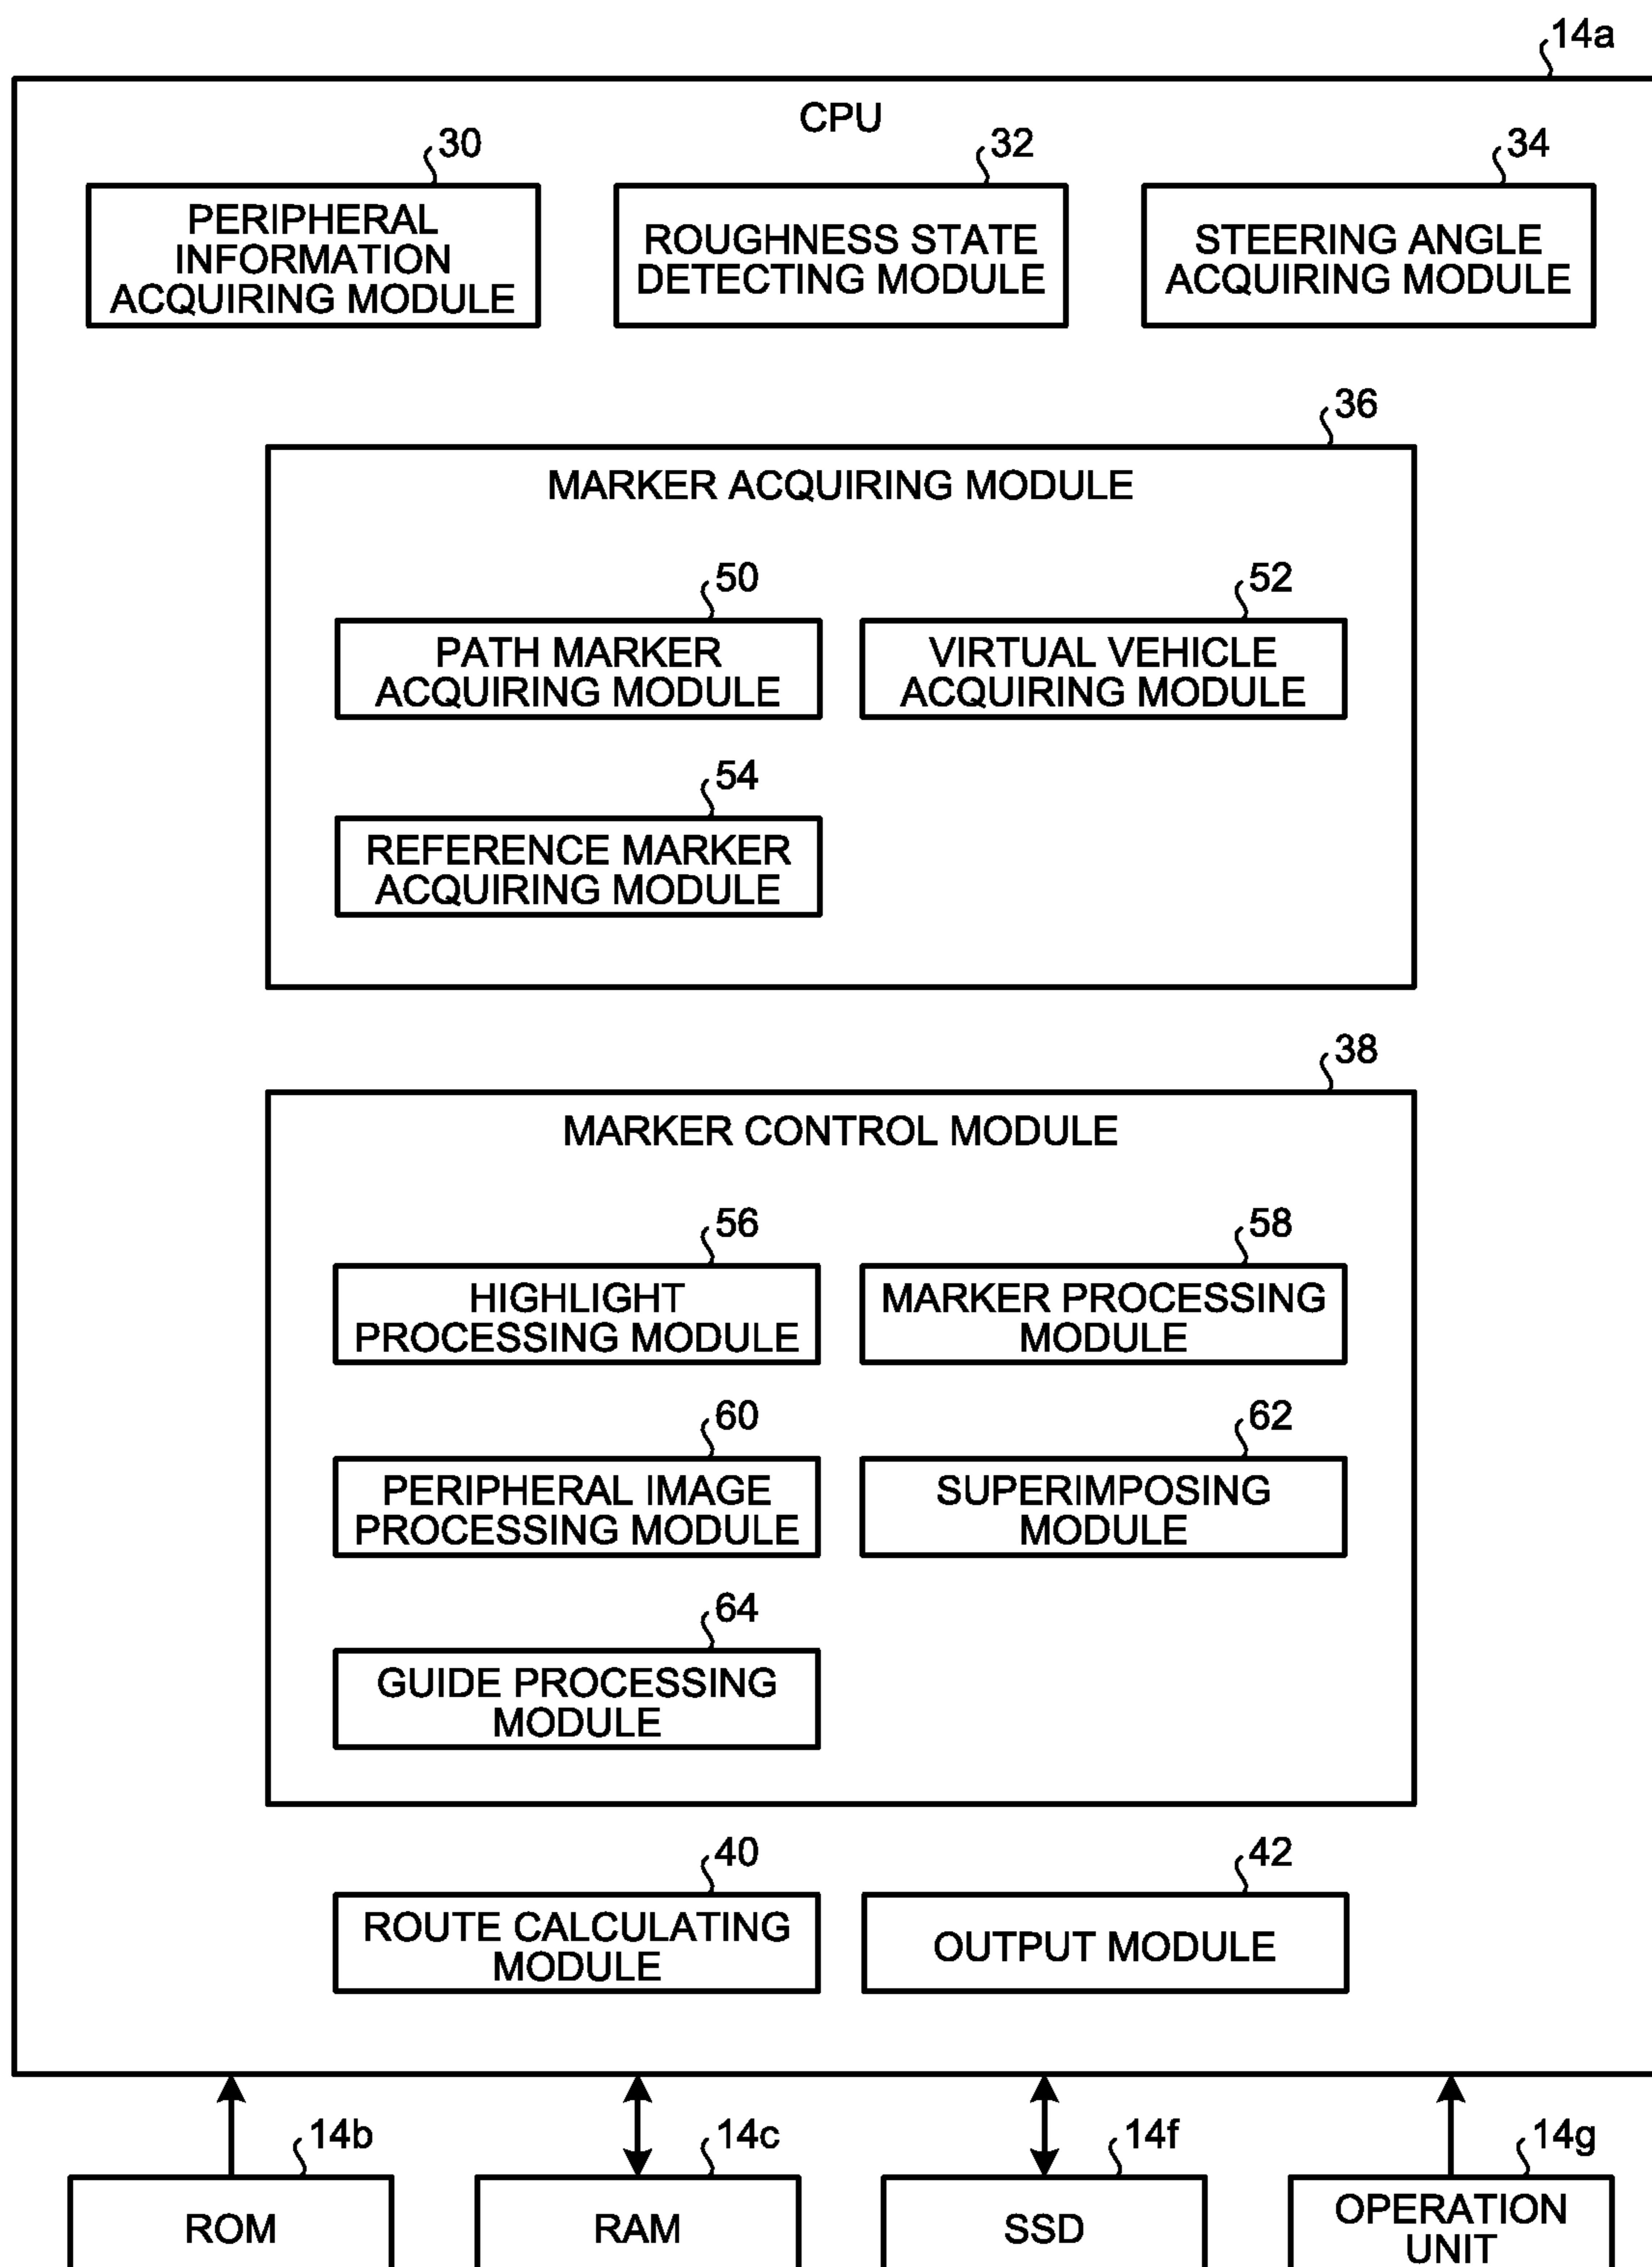 14a
CPU
30
32
34
PERIPHERAL
INFORMATION
ACQUIRING MODULE
ROUGHNESS STATE
DETECTING MODULE
STEERING ANGLE
ACQUIRING MODULE
36
MARKER ACQUIRING MODULE
50
52
PATH MARKER
ACQUIRING MODULE
VIRTUAL VEHICLE
ACQUIRING MODULE
54
REFERENCE MARKER
ACQUIRING MODULE
38
MARKER CONTROL MODULE
56
58
HIGHLIGHT
PROCESSING MODULE
MARKER PROCESSING
MODULE
60
62
PERIPHERAL IMAGE
PROCESSING MODULE
SUPERIMPOSING
MODULE
64
GUIDE PROCESSING
MODULE
40
42
ROUTE CALCULATING
MODULE
OUTPUT MODULE
14b
14c
14f
14g
ROM
RAM
SSD
OPERATION
UNIT